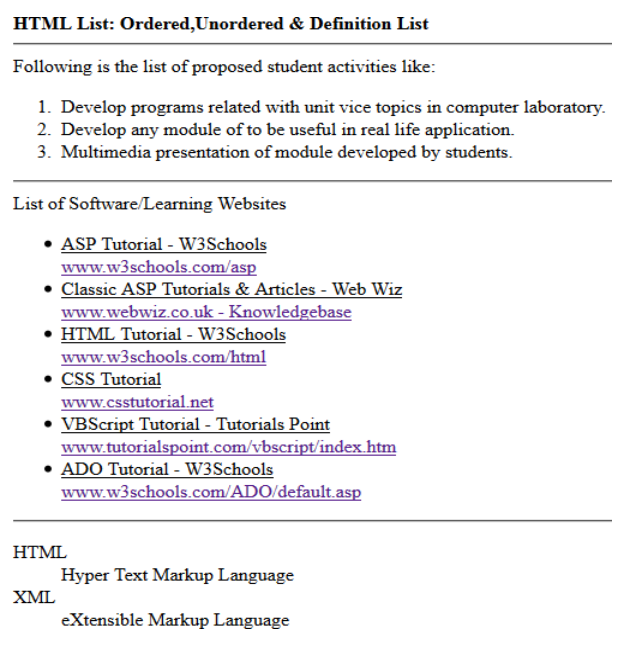 HTML List: Ordered,Unordered & Definition List
Following is the list of proposed student activities like:
1. Develop programs related with unit vice topics in computer laboratory.
2. Develop any module of to be useful in real life application.
3. Multimedia presentation of module developed by students.
List of Software/Learning Websites
• ASP Tutorial - W3Schools
www.w3schools.com/asp
• Classic ASP Tutorials & Articles - Web Wiz
www.webwiz.co.uk - Knowledgebase
• HTML Tutorial - W3Schools
www.w3schools.com/html
• CSS Tutorial
www.csstutorial.net
• VBScript Tutorial - Tutorials Point
www.tutorialspoint.com/vbscript/index.htm
• ADO Tutorial - W3Schools
www.w3schools.com/ADO/default.asp
HTML
Hyper Text Markup Language
XML
eXtensible Markup Language